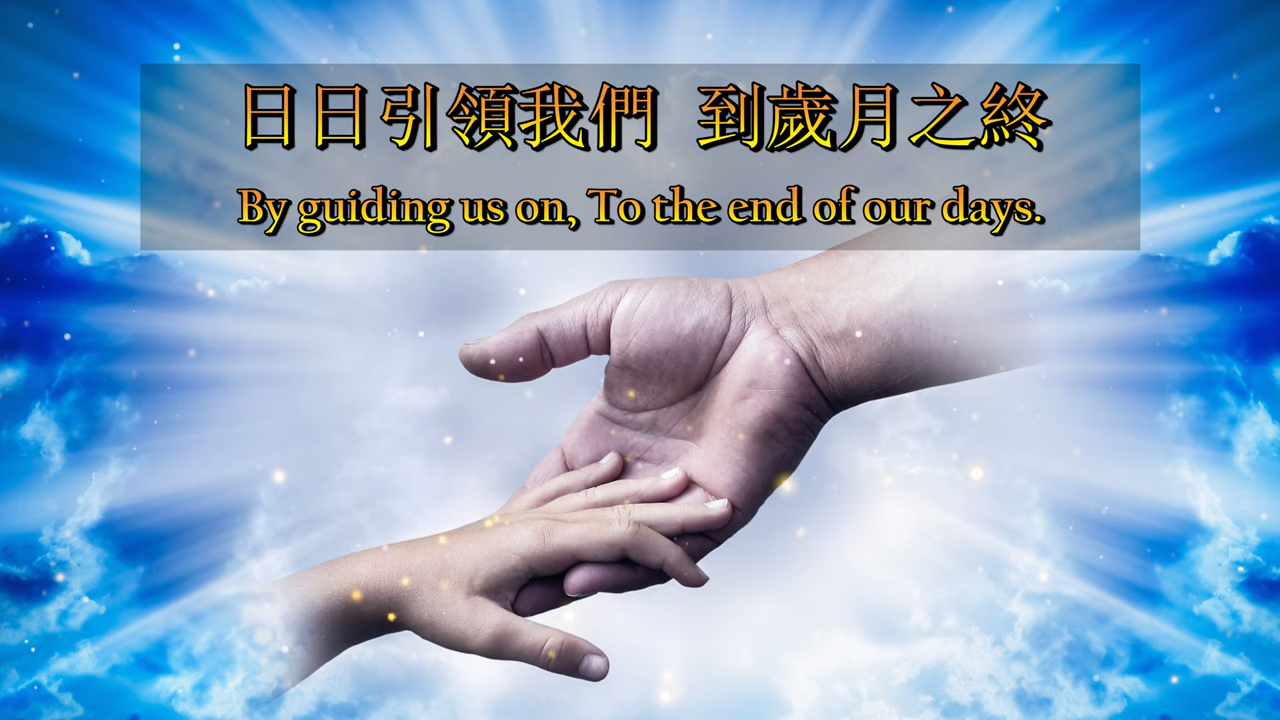 日日引領我們 到歲月之終
By guiding us on, To the end of our days.